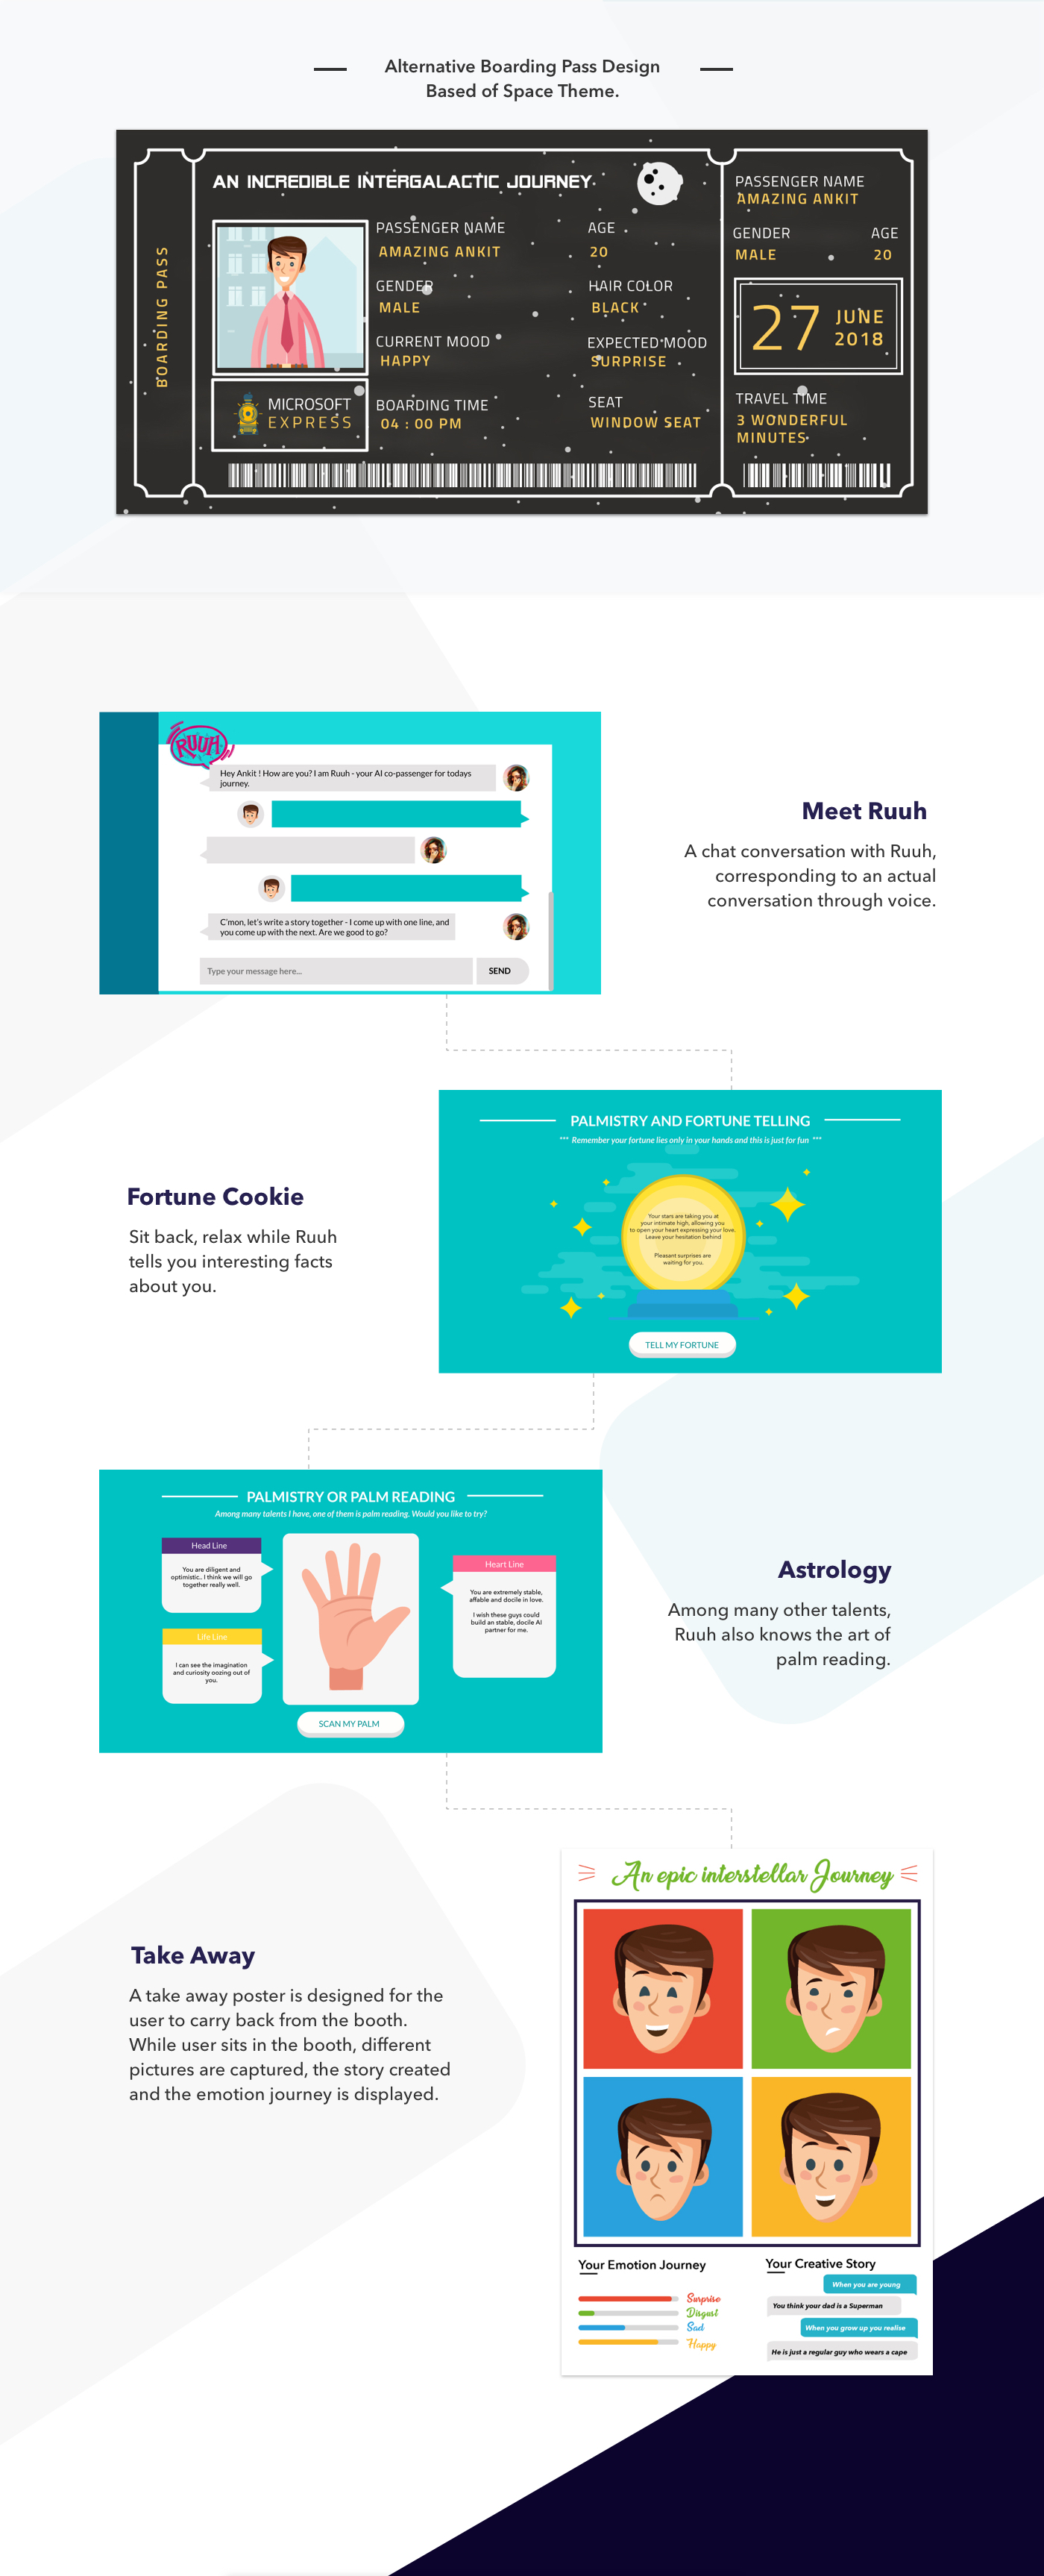 Alternative Boarding Pass Design
Based of Space Theme.
BOARDING PASS
AN INCREDIBLE INTERGALACTIC JOURNEY
PASSENGER NAME
AMAZING ANKIT
GENDER
MALE
CURRENT MOOD
HAPPY
BOARDING TIME
04 : 00 PM
AGE
20
HAIR COLOR
BLACK
EXPECTED MOOD
SURPRISE
SEAT
WINDOW SEAT
MICROSOFT
EXPRESS
PASSENGER NAME
AMAZING ANKIT
GENDER
MALE
AGE
20
27 JUNE
2018
TRAVEL TIME
3 WONDERFUL
MINUTES
RUUH
Hey Ankit ! How are you? I am Ruuh - your AI co-passenger for todays
journey.
C'mon, let's write a story together - I come up with one line, and
you come up with the next. Are we good to go?
Type your message here...
SEND
Meet Ruuh
A chat conversation with Ruuh,
corresponding to an actual
conversation through voice.
Fortune Cookie
Sit back, relax while Ruuh
tells you interesting facts
about you.
PALMISTRY AND FORTUNE TELLING
*** Remember your fortune lies only in your hands and this is just for fun ***
Your stars are taking you at
your intimate high, allowing you
to open your heart expressing your love.
Leave your hesitation behind
Pleasant surprises are
waiting for you.
TELL MY FORTUNE
PALMISTRY OR PALM READING
Among many talents I have, one of them is palm reading. Would you like to try?
Head Line
You are diligent and
optimistic.. I think we will go
together really well.
Life Line
I can see the imagination
and curiosity oozing out of
you.
Heart Line
You are extremely stable,
affable and docile in love.
I wish these guys could
build an stable, docile AI
partner for me.
SCAN MY PALM
Astrology
Among many other talents,
Ruuh also knows the art of
palm reading.
Take Away
A take away poster is designed for the
user to carry back from the booth.
While user sits in the booth, different
pictures are captured, the story created
and the emotion journey is displayed.
An epic interstellar Journey
Your Emotion Journey
Surprise
Disgust
Sad
Happy
Your Creative Story
When you are young
You think your dad is a Superman
When you grow up you realise
He is just a regular guy who wears a cape